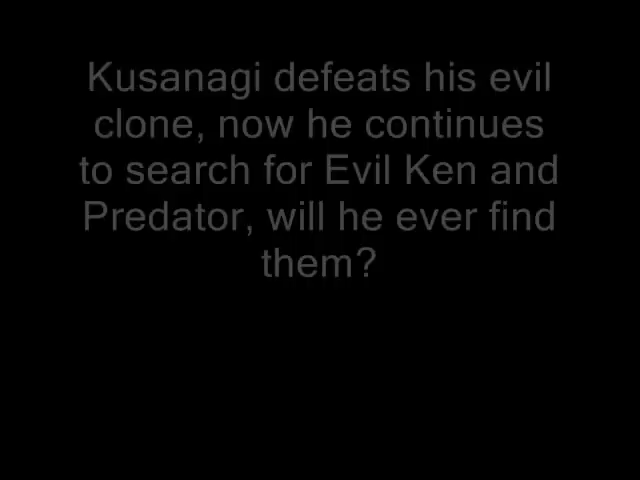 Kusanagi defeats his evil
clone, now he continues
to search for Evil Ken and
Predator, will he ever find
them?